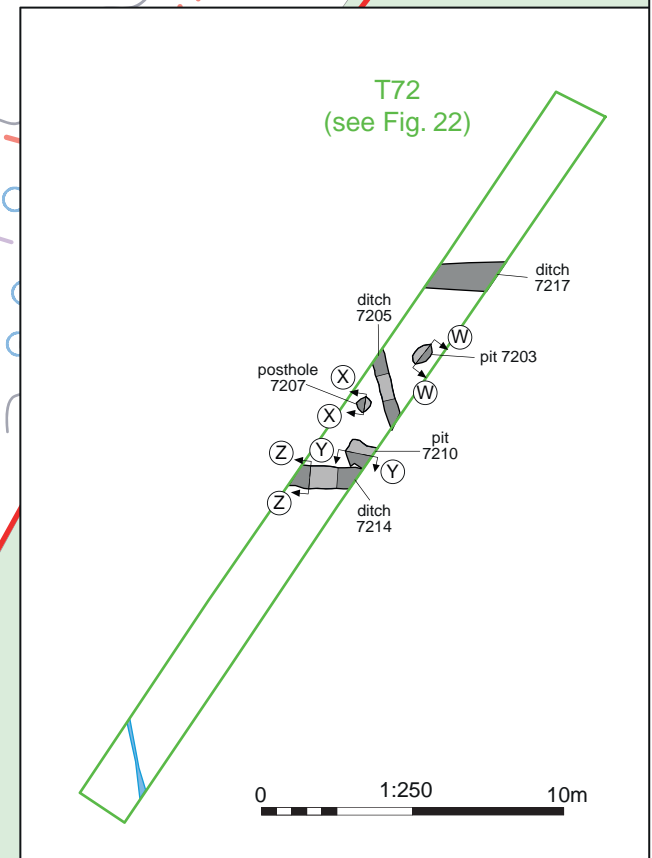 T72
(see Fig. 22)
ditch
7217
ditch
7205
W
pit 7203
posthole
7207
X
W
X
pit
7210
Y
Z
Y
Z
ditch
7214
0
1:250
10m